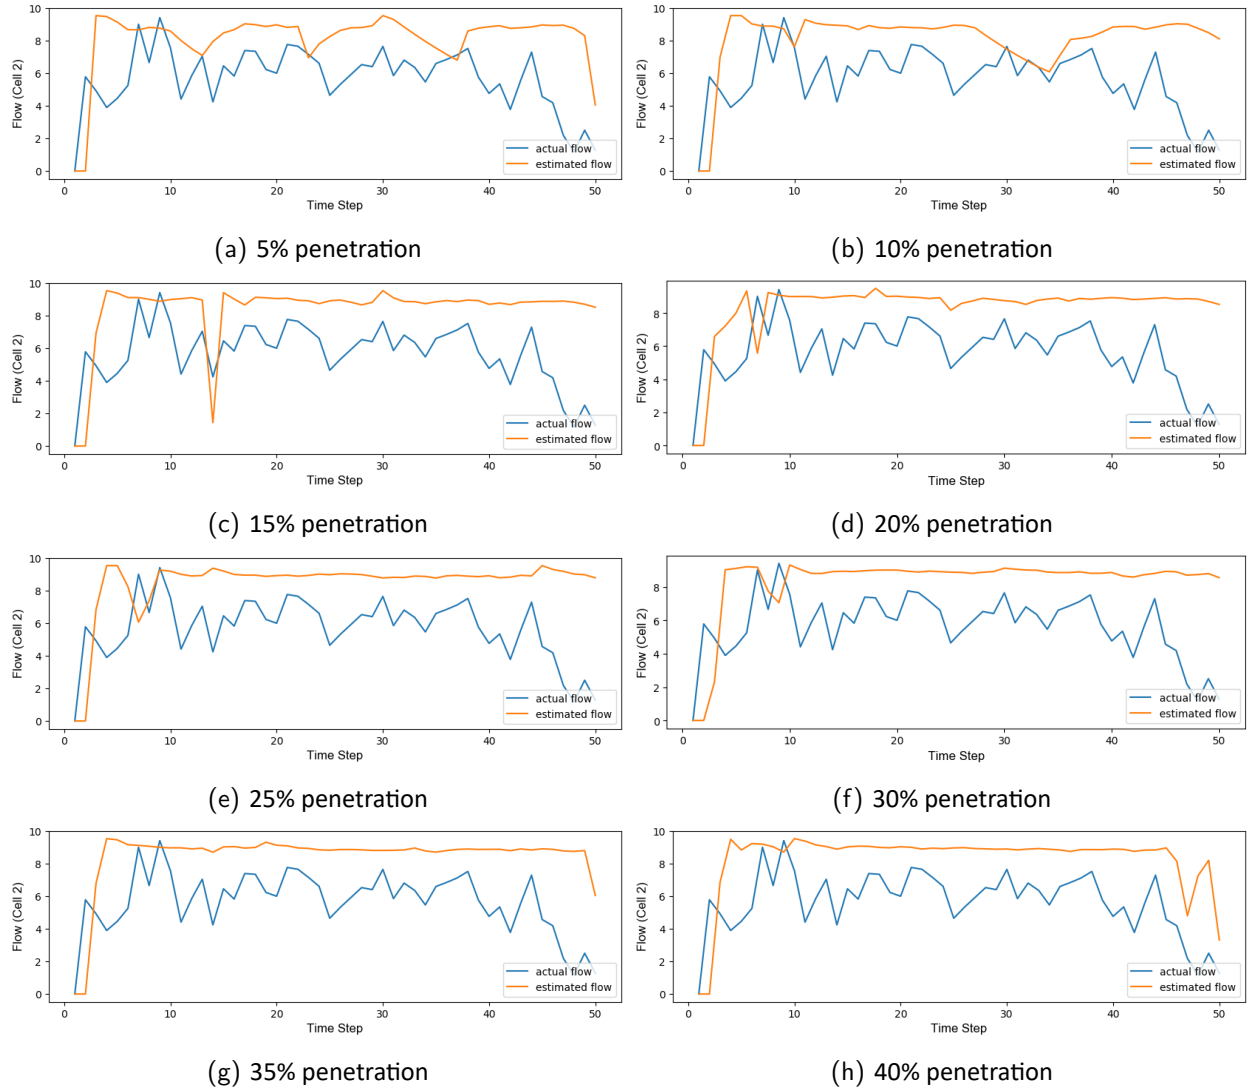 10
8
6
4
2
0
Flow (Cell 2)
actual flow
estimated flow
0 10 20 30 40 50
Time Step
(a) 5% penetration
10
8
6
4
2
0
Flow (Cell 2)
actual flow
estimated flow
0 10 20 30 40 50
Time Step
(b) 10% penetration
10
8
6
4
2
0
Flow (Cell 2)
actual flow
estimated flow
0 10 20 30 40 50
Time Step
(c) 15% penetration
8
6
4
2
0
Flow (Cell 2)
actual flow
estimated flow
0 10 20 30 40 50
Time Step
(d) 20% penetration
10
8
6
4
2
0
Flow (Cell 2)
actual flow
estimated flow
0 10 20 30 40 50
Time Step
(e) 25% penetration
8
6
4
2
0
Flow (Cell 2)
actual flow
estimated flow
0 10 20 30 40 50
Time Step
(f) 30% penetration
10
8
6
4
2
0
Flow (Cell 2)
actual flow
estimated flow
0 10 20 30 40 50
Time Step
(g) 35% penetration
10
8
6
4
2
0
Flow (Cell 2)
actual flow
estimated flow
0 10 20 30 40 50
Time Step
(h) 40% penetration